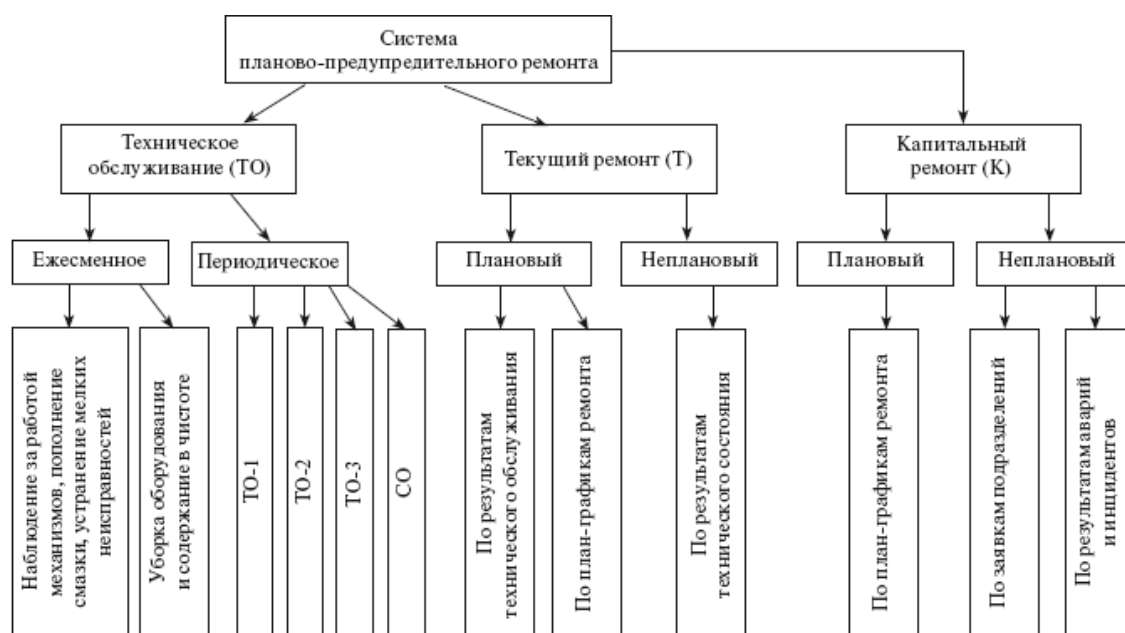 Система
планово-предупредительного ремонта
Техническое
обслуживание (ТО)
Текущий ремонт (Т)
Капитальный
ремонт (К)
Ежесменное
Периодическое
Плановый
Неплановый
Плановый
Неплановый
Наблюдение за работой
механизмов, пополнение
смазки, устранение мелких
неисправностей
Уборка оборудования
и содержание в чистоте
ТО-1
ТО-2
ТО-3
СО
По результатам
технического обслуживания
По план-графикам ремонта
По результатам
технического состояния
По план-графикам ремонта
По заявкам подразделений
По результатам аварий
и инцидентов